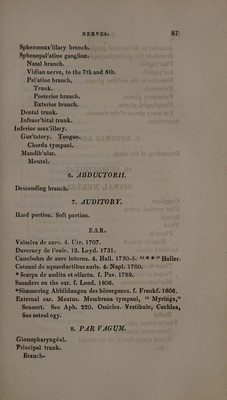 NERVES. 87
Sphenomax'illary branch.
Sphenopal'atine ganglion.
Nasal branch.
Vidian nerve, to the 7th and 8th.
Pal'atine branch.
Trunk.
Posterior branch.
Exterior branch.
Dental trunk.
Infraor'bital trunk.
Inferior max'illary.
Gus'tatory. Tongue.
Chorda tympani.
Mandib'ular.
Mental.
6. ABDUCTORII.
Descending branch.
7. AUDITORY.
Hard portion. Soft portion.
EAR.
Valsalva de aure. 4. Utr. 1707.
Duverney de l'ouie. 12. Leyd. 1731.
Cassebohm de aure interna. 4. Hall. 1730-5. Haller.
Cotunni de aquaeductibus auris. 4. Napl. 1760.
* Scarpa de auditu et olfactu. f. Pav. 1789.
Saunders on the ear. f. Lond. 1806.
*Sömmering Abbildungen des hörorganes. f. Frankf. 1806.
External ear. Meatus. Membrana tympani, " Myringa,"
Sennert. See Aph. 220. Ossicles. Vestibule, Cochlea,
See osteology.
8. PAR VAGUM.
Glossopharyngéal.
Principal trunk.
Branch-